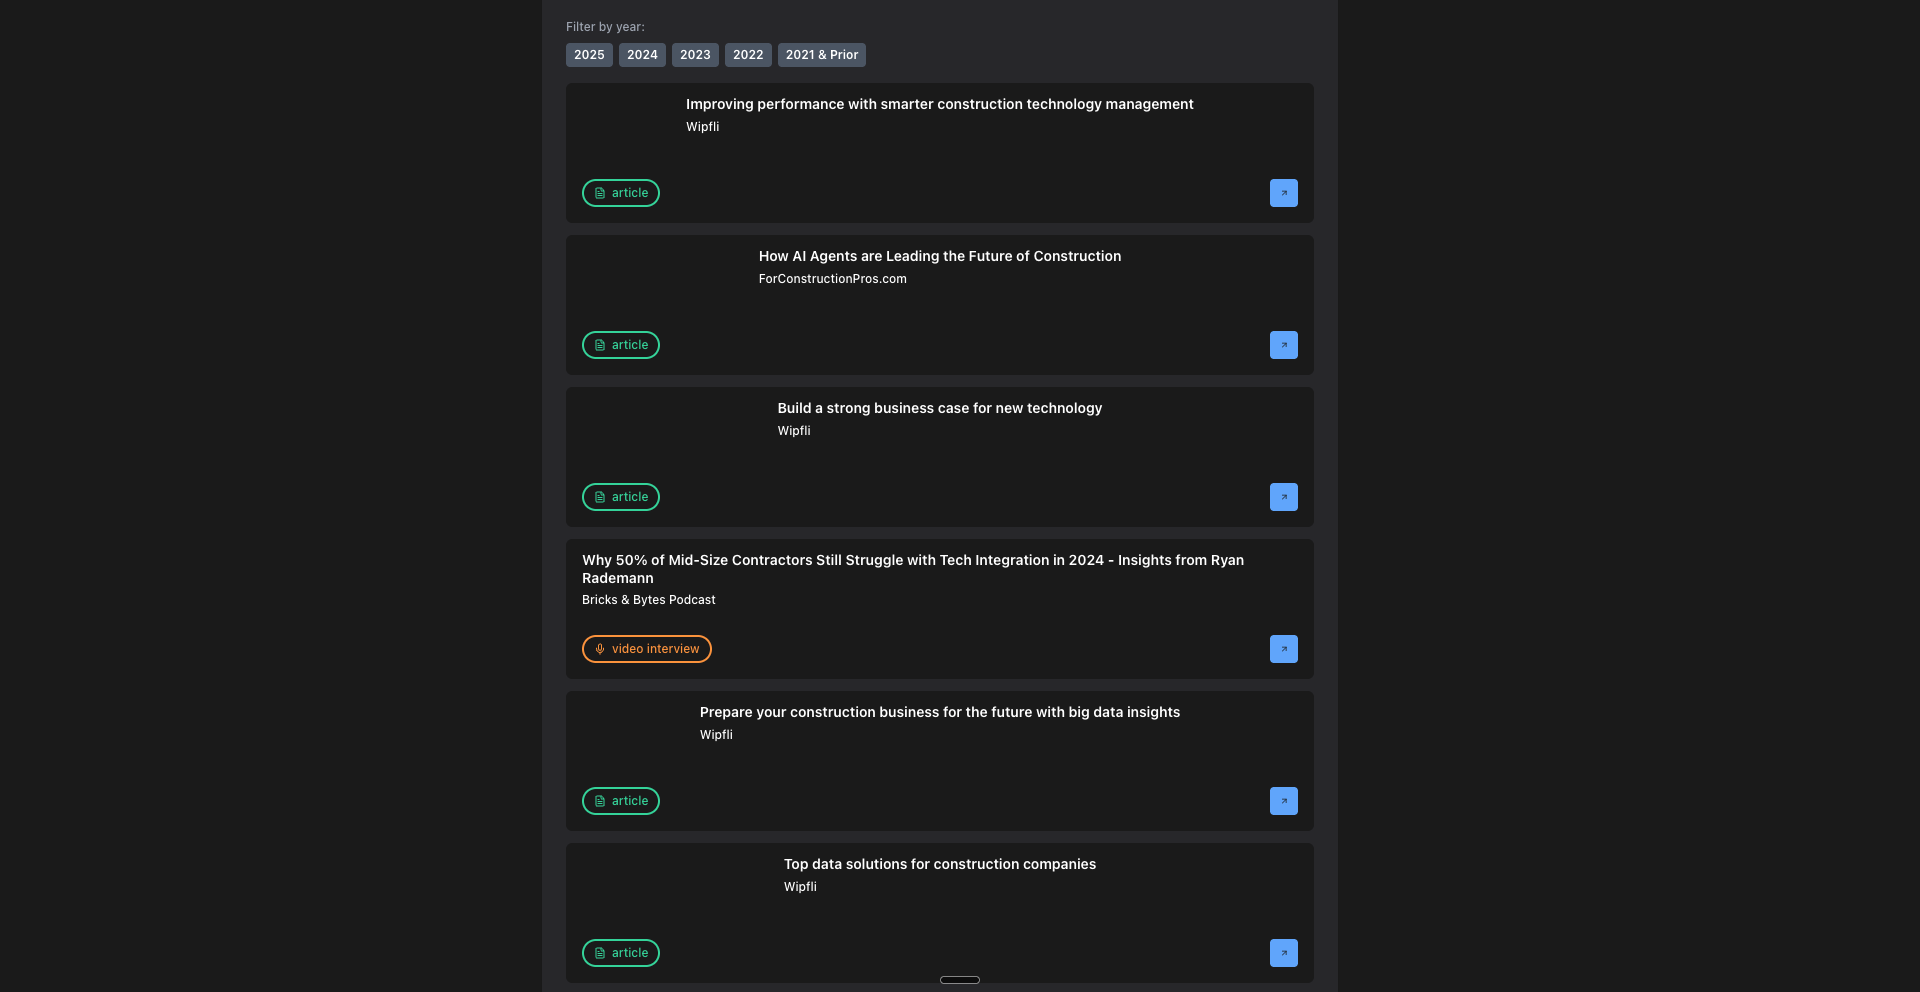 Filter by year:
2025 2024 2023 2022 2021 & Prior
Improving performance with smarter construction technology management
Wipfli
article
How AI Agents are Leading the Future of Construction
ForConstructionPros.com
article
Build a strong business case for new technology
Wipfli
article
Why 50% of Mid-Size Contractors Still Struggle with Tech Integration in 2024 - Insights from Ryan
Rademann
Bricks & Bytes Podcast
video interview
Prepare your construction business for the future with big data insights
Wipfli
article
Top data solutions for construction companies
Wipfli
article